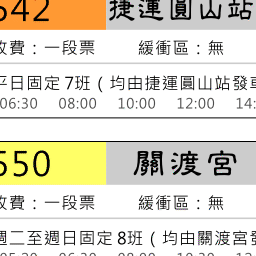 542 捷運圓山站
收費：一段票 緩衝區：無
平日固定 7班（均由捷運圓山站發車
06:30 08:00 10:00 12:00 14:
550 關渡宮
收費：一段票 緩衝區：無
週二至週日固定 8班（均由關渡宮發